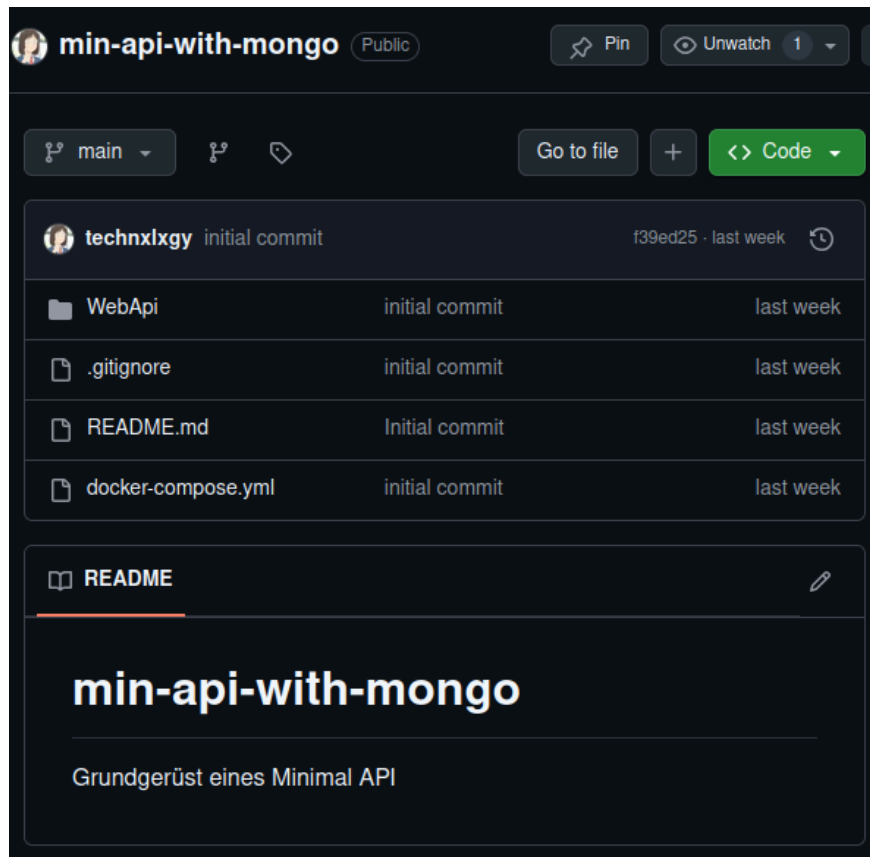 min-api-with-mongo Public Pin Unwatch 1
main Go to file Code
technxlxgy initial commit f39ed25 · last week
WebApi initial commit last week
.gitignore initial commit last week
README.md Initial commit last week
docker-compose.yml initial commit last week
README
min-api-with-mongo
Grundgerüst eines Minimal API